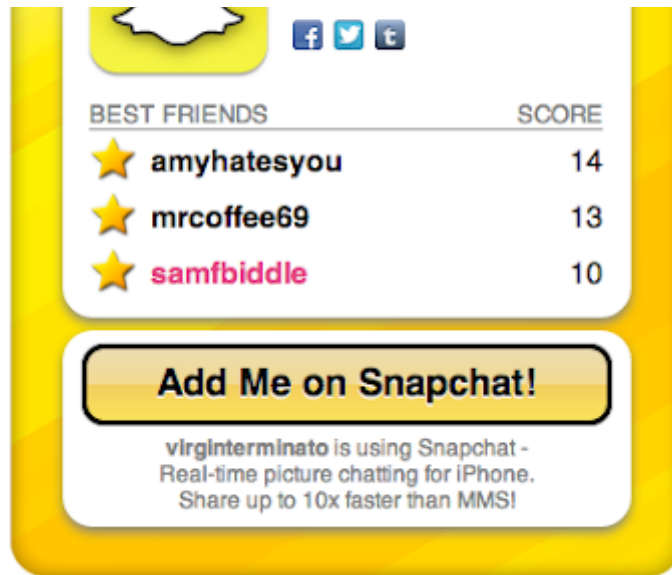 BEST FRIENDS SCORE
amyhatesyou 14
mrcoffee69 13
samfbiddle 10
Add Me on Snapchat!
virginterminato is using Snapchat -
Real-time picture chatting for iPhone.
Share up to 10x faster than MMS!